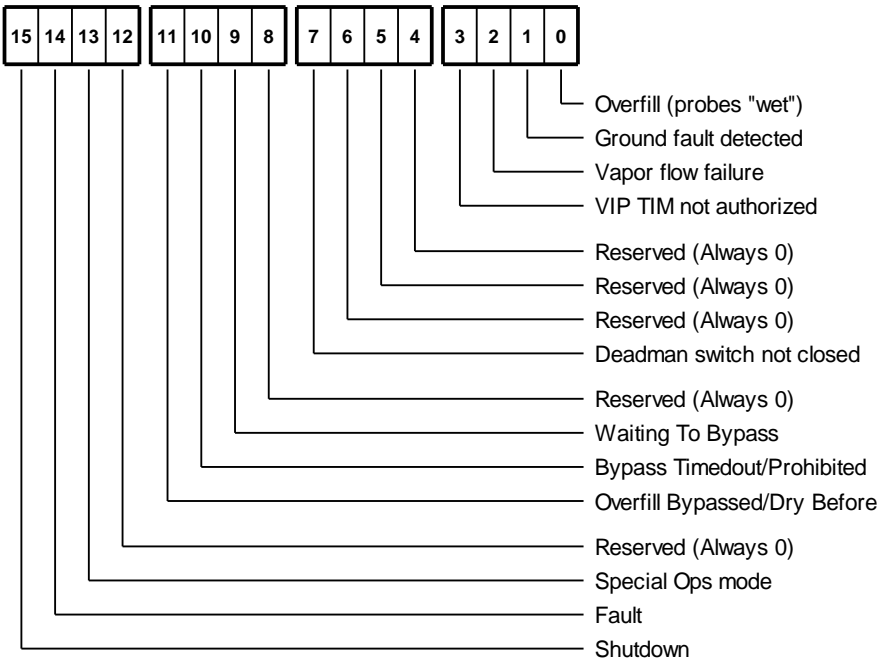 15 14 13 12 11 10 9 8 7 6 5 4 3 2 1 0
Overfill (probes "wet")
Ground fault detected
Vapor flow failure
VIP TIM not authorized
Reserved (Always 0)
Reserved (Always 0)
Reserved (Always 0)
Deadman switch not closed
Reserved (Always 0)
Waiting To Bypass
Bypass Timedout/Prohibited
Overfill Bypassed/Dry Before
Reserved (Always 0)
Special Ops mode
Fault
Shutdown